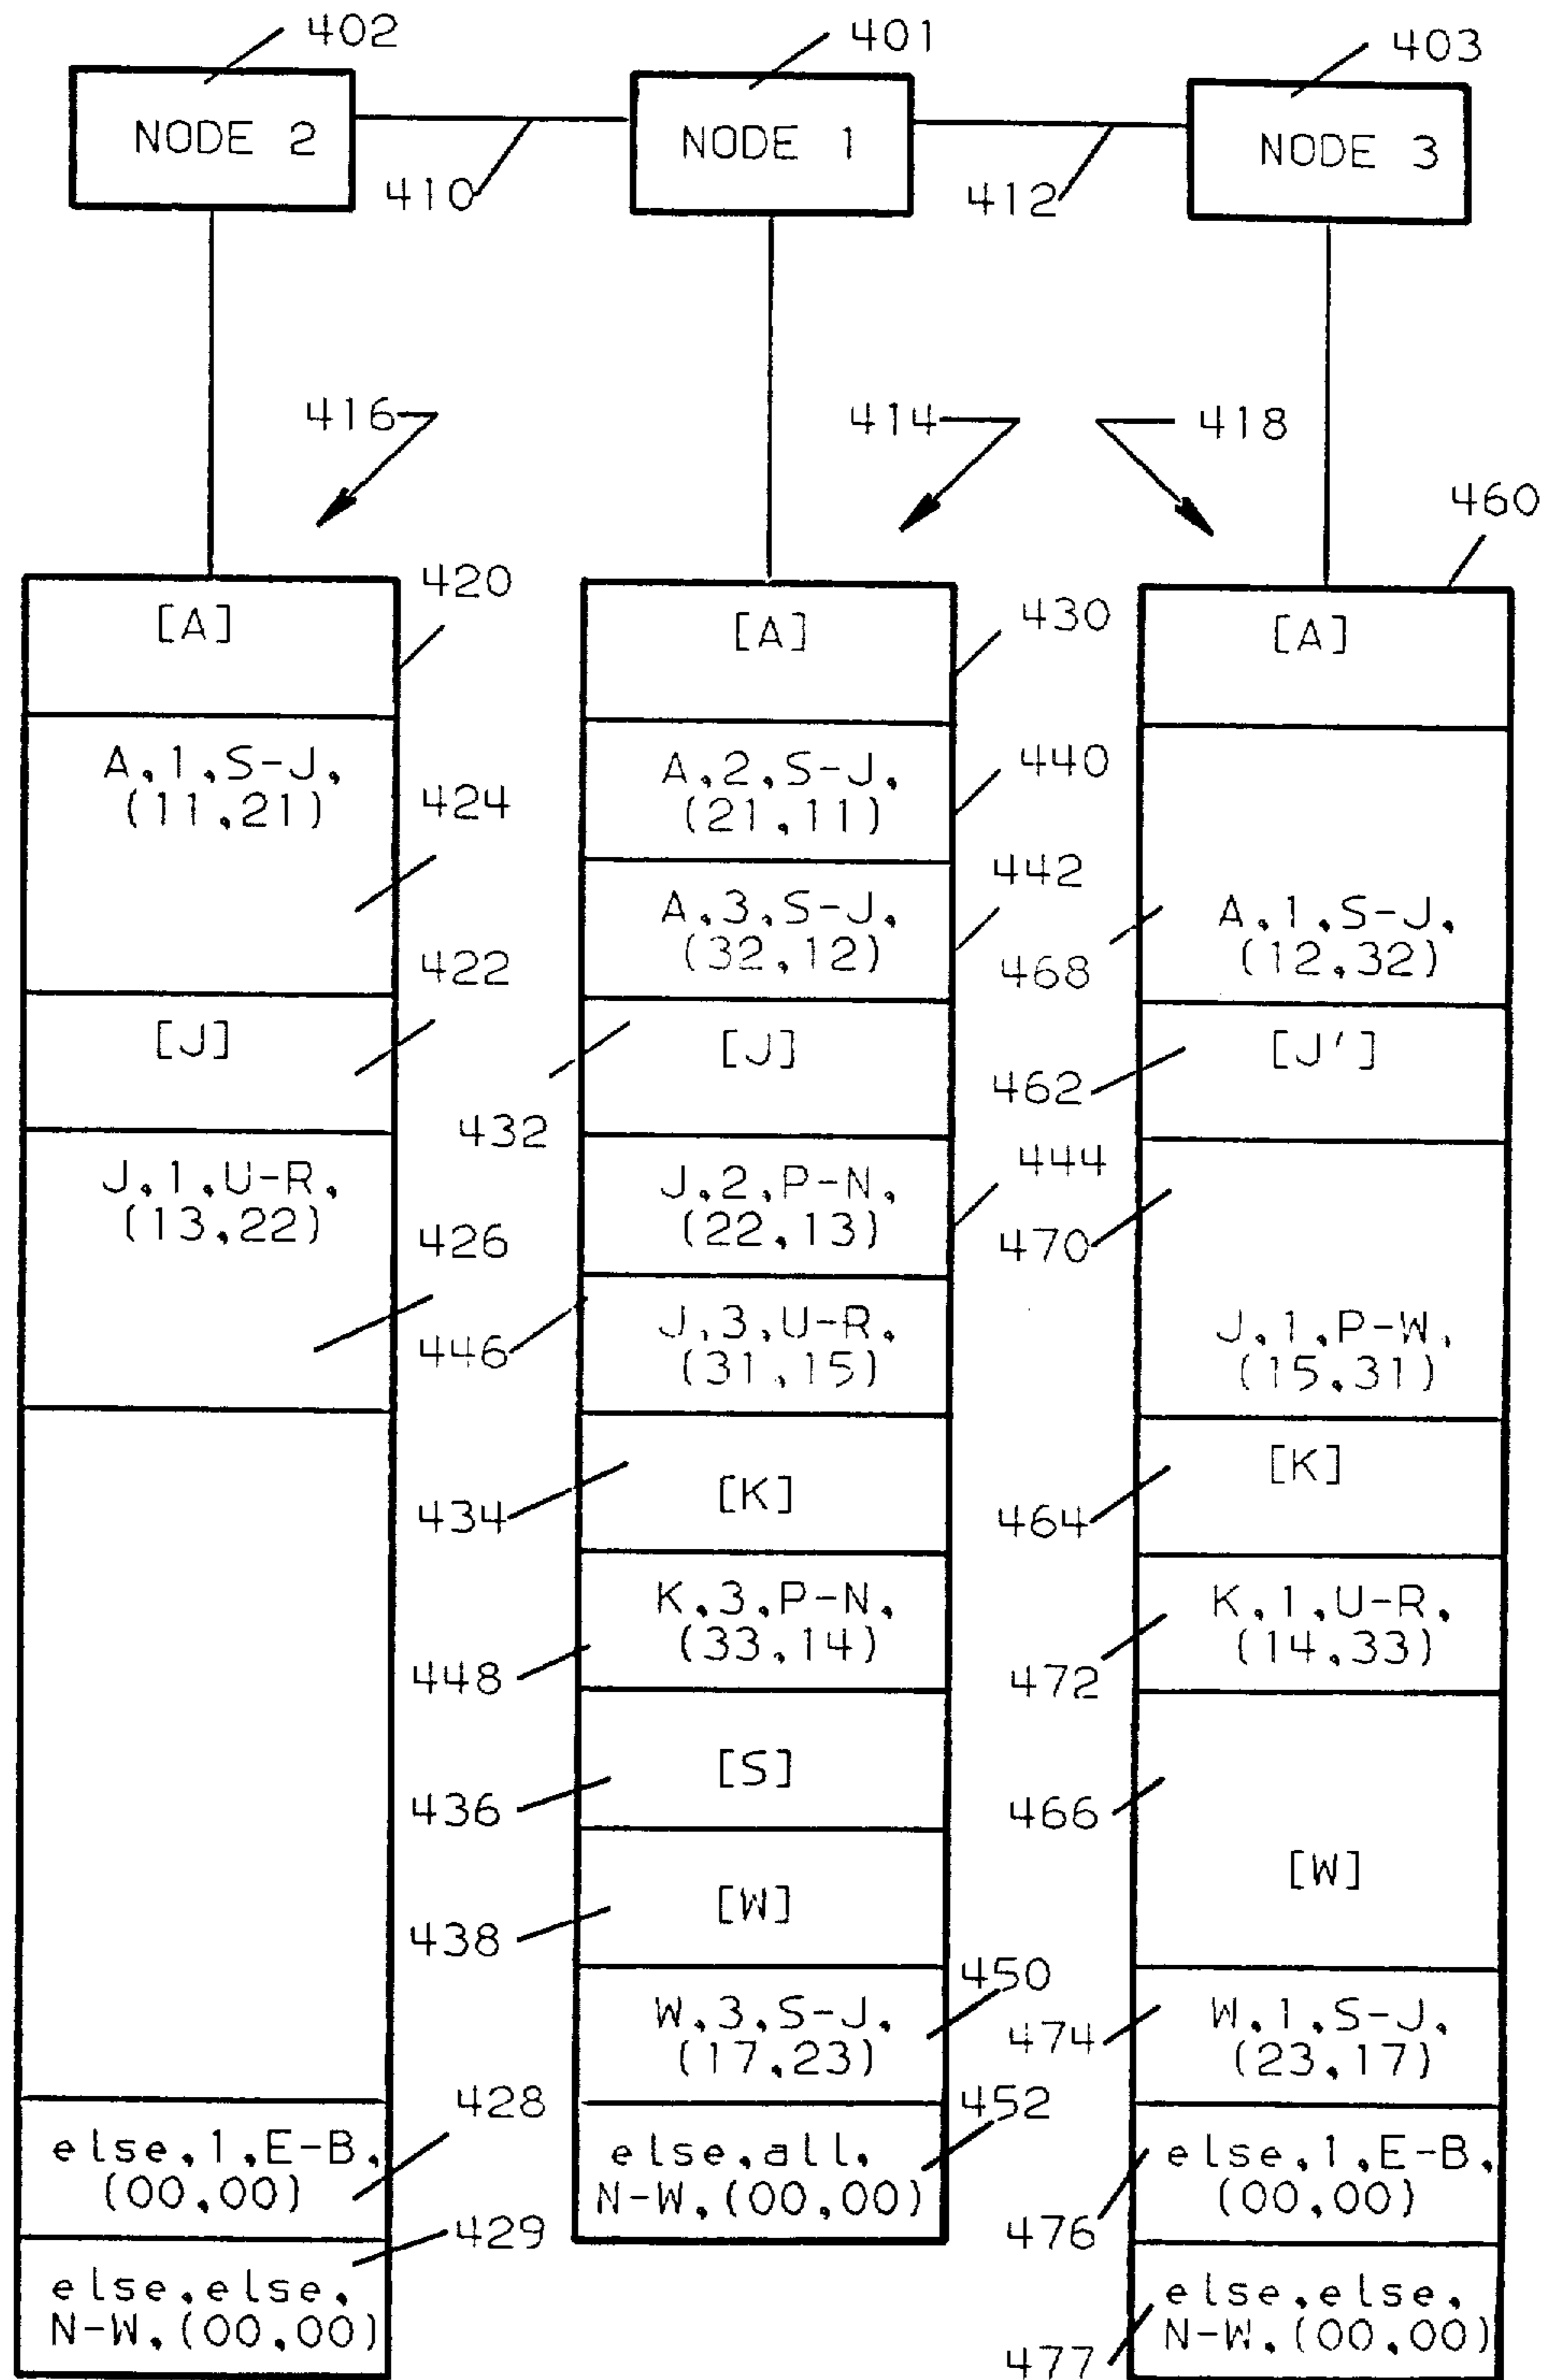 402
401
403
NODE 2
NODE 1
NODE 3
410
412
416
414
418
460
420
[A]
[A]
430
[A]
A,1,S-J,
(11,21)
424
A,2,S-J,
(21,11)
440
A,3,S-J,
(32,12)
442
468
A,1,S-J,
(12,32)
422
[J]
[J]
432
[J']
462
J,1,U-R,
(13,22)
426
J,2,P-N,
(22,13)
444
470
446
J,3,U-R,
(31,15)
J,1,P-W,
(15,31)
434
[K]
464
[K]
448
K,3,P-N,
(33,14)
472
K,1,U-R,
(14,33)
436
[S]
466
438
[W]
[W]
W,3,S-J,
(17,23)
450
474
W,1,S-J,
(23,17)
428
else,1,E-B,
(00,00)
452
else,all,
N-W,(00,00)
else,1,E-B,
(00,00)
476
429
else,else,
N-W,(00,00)
else,else,
N-W,(00,00)
477